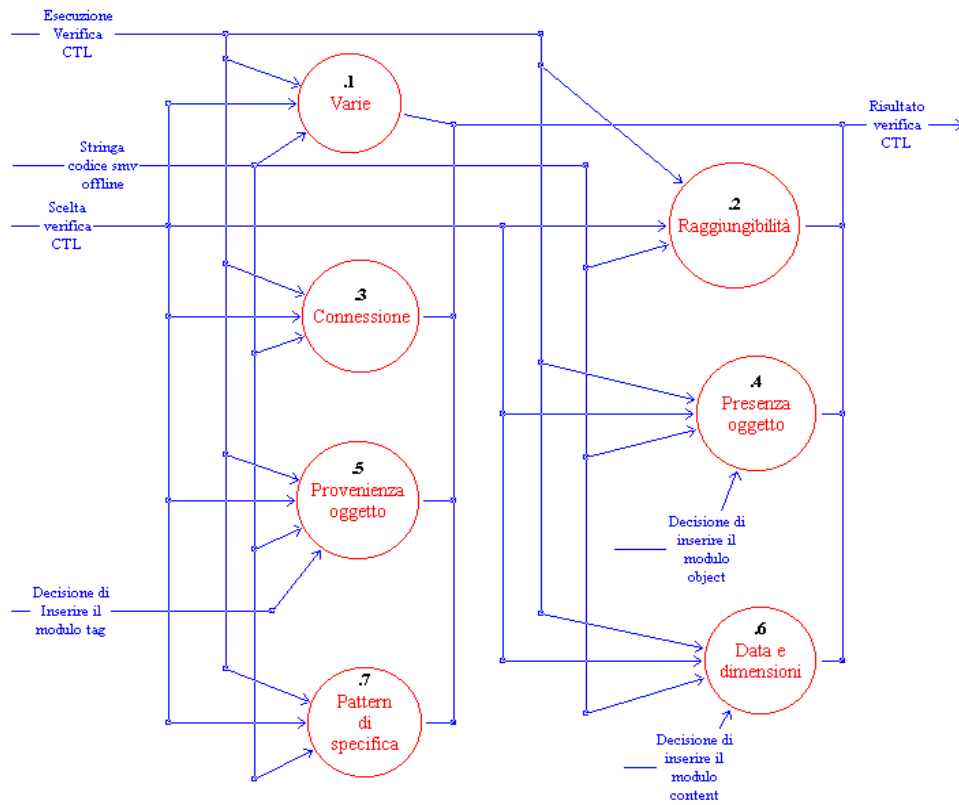 Esecuzione
Verifica
CTL
.1
Varie
Risultato
verifica
CTL
Stringa
codice smv
offline
.2
Raggiungibilità
Scelta
verifica
CTL
.3
Connessione
.4
Presenza
oggetto
.5
Provenienza
oggetto
Decisione di
inserire il
modulo
object
Decisione di
Inserire il
modulo tag
.6
Data e
dimensioni
.7
Pattern
di
specifica
Decisione di
inserire il
modulo
content